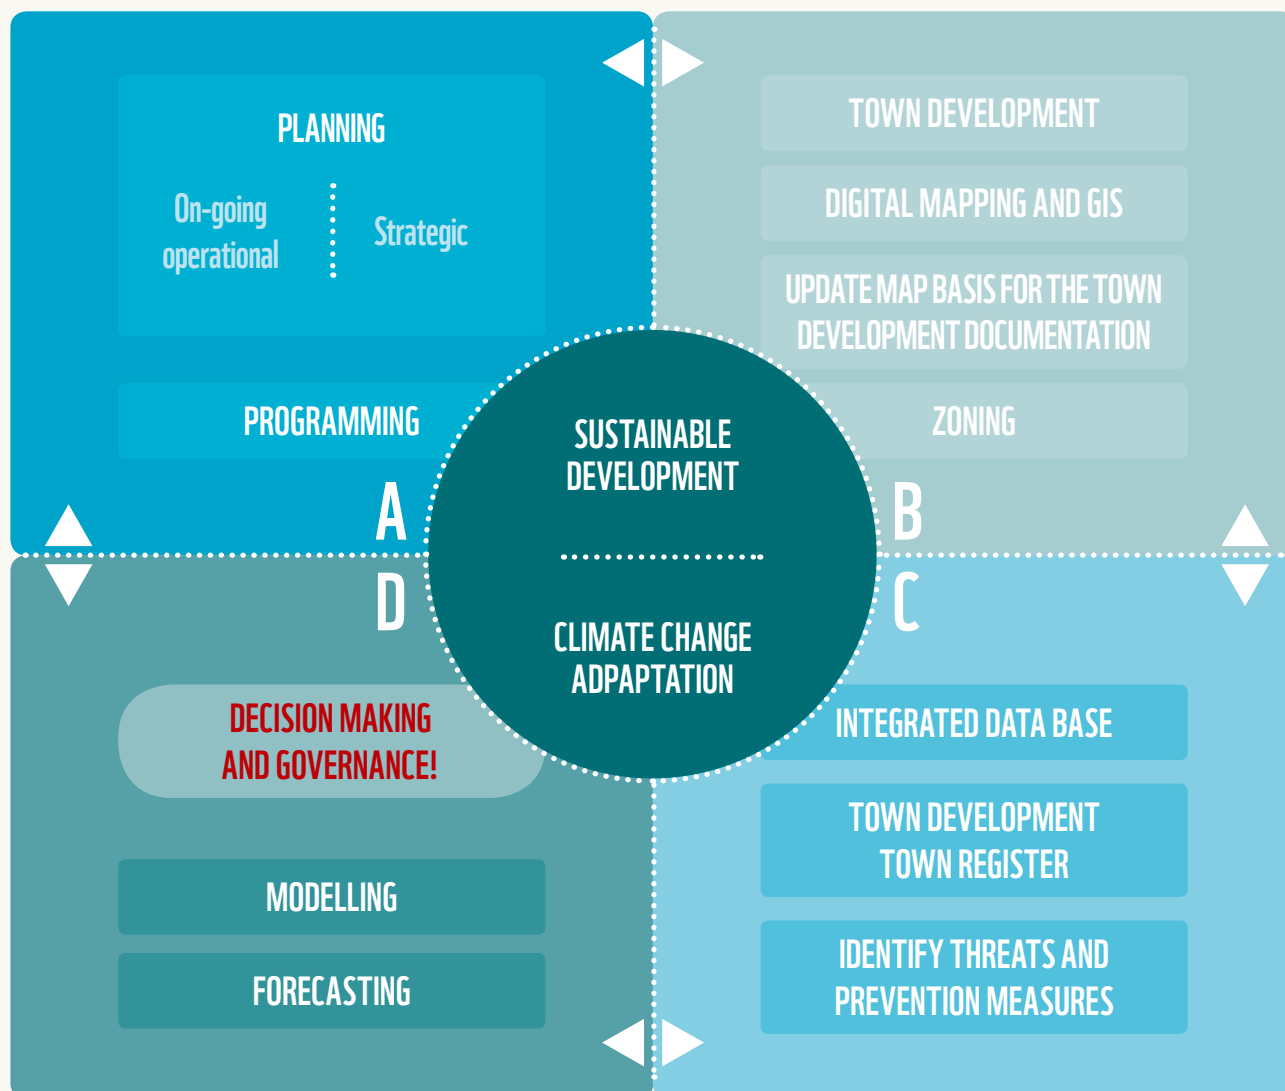 PLANNING
On-going
operational
Strategic
PROGRAMMING
A
TOWN DEVELOPMENT
DIGITAL MAPPING AND GIS
UPDATE MAP BASIS FOR THE TOWN
DEVELOPMENT DOCUMENTATION
ZONING
B
SUSTAINABLE
DEVELOPMENT
CLIMATE CHANGE
ADPAPTATION
D
DECISION MAKING
AND GOVERNANCE!
MODELLING
FORECASTING
C
INTEGRATED DATA BASE
TOWN DEVELOPMENT
TOWN REGISTER
IDENTIFY THREATS AND
PREVENTION MEASURES